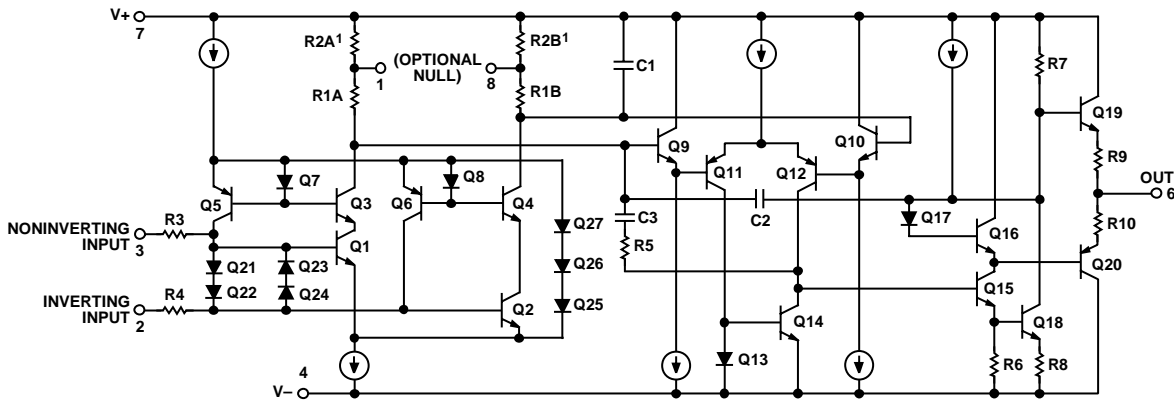 V+
7
R2A¹
R2B¹
(OPTIONAL
NULL)
1
8
R1A
R1B
C1
R7
Q19
Q9
Q10
Q11
Q12
R9
Q7
Q8
Q5
Q3
Q6
Q4
OUT
6
R3
NONINVERTING
INPUT
3
Q1
Q27
C3
C2
Q17
Q16
R10
R5
Q21
Q23
Q26
Q20
Q22
Q24
Q15
R4
INVERTING
INPUT
2
Q2
Q25
Q14
Q18
Q13
R6
R8
4
V–